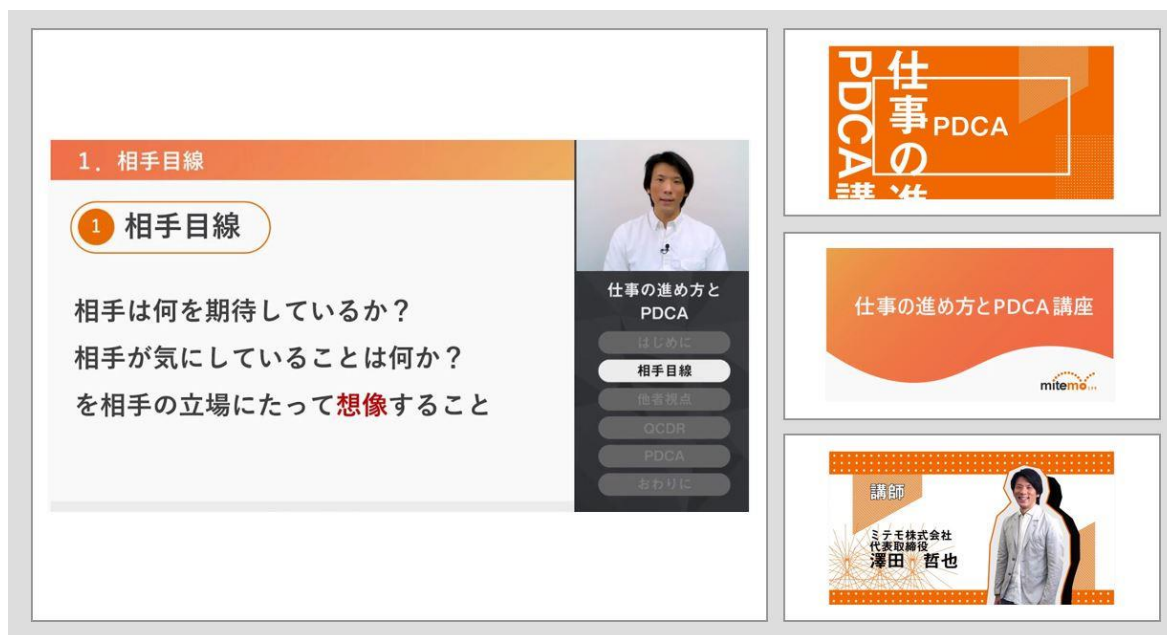 1. 相手目線
1 相手目線
相手は何を期待しているか？
相手が気にしていることは何か？
を相手の立場にたって想像すること
仕事の進め方と
PDCA
はじめに
相手目線
他者視点
QCDR
PDCA
おわりに
仕事の進
PDCA講
PDCA
仕事の進め方とPDCA講座
mitemo...
講師
ミテモ株式会社
代表取締役
澤田 哲也